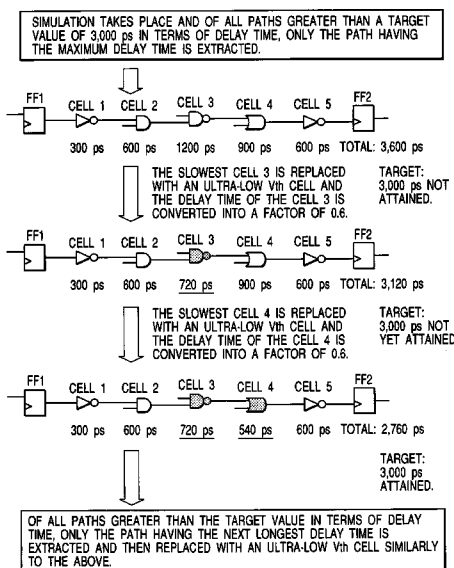 SIMULATION TAKES PLACE AND OF ALL PATHS GREATER THAN A TARGET
VALUE OF 3,000 ps IN TERMS OF DELAY TIME, ONLY THE PATH HAVING
THE MAXIMUM DELAY TIME IS EXTRACTED.
FF1 CELL 1 CELL 2 CELL 3 CELL 4 CELL 5 FF2
300 ps 600 ps 1200 ps 900 ps 600 ps TOTAL: 3,600 ps
THE SLOWEST CELL 3 IS REPLACED
WITH AN ULTRA-LOW Vth CELL AND
THE DELAY TIME OF THE CELL 3 IS
CONVERTED INTO A FACTOR OF 0.6.
TARGET:
3,000 ps NOT
ATTAINED.
FF1 CELL 1 CELL 2 CELL 3 CELL 4 CELL 5 FF2
300 ps 600 ps 720 ps 900 ps 600 ps TOTAL: 3,120 ps
THE SLOWEST CELL 4 IS REPLACED
WITH AN ULTRA-LOW Vth CELL AND
THE DELAY TIME OF THE CELL 4 IS
CONVERTED INTO A FACTOR OF 0.6.
TARGET:
3,000 ps NOT
YET ATTAINED
FF1 CELL 1 CELL 2 CELL 3 CELL 4 CELL 5 FF2
300 ps 600 ps 720 ps 540 ps 600 ps TOTAL: 2,760 ps
TARGET:
3,000 ps
ATTAINED.
OF ALL PATHS GREATER THAN THE TARGET VALUE IN TERMS OF DELAY
TIME, ONLY THE PATH HAVING THE NEXT LONGEST DELAY TIME IS
EXTRACTED AND THEN REPLACED WITH AN ULTRA-LOW Vth CELL SIMILARLY
TO THE ABOVE.